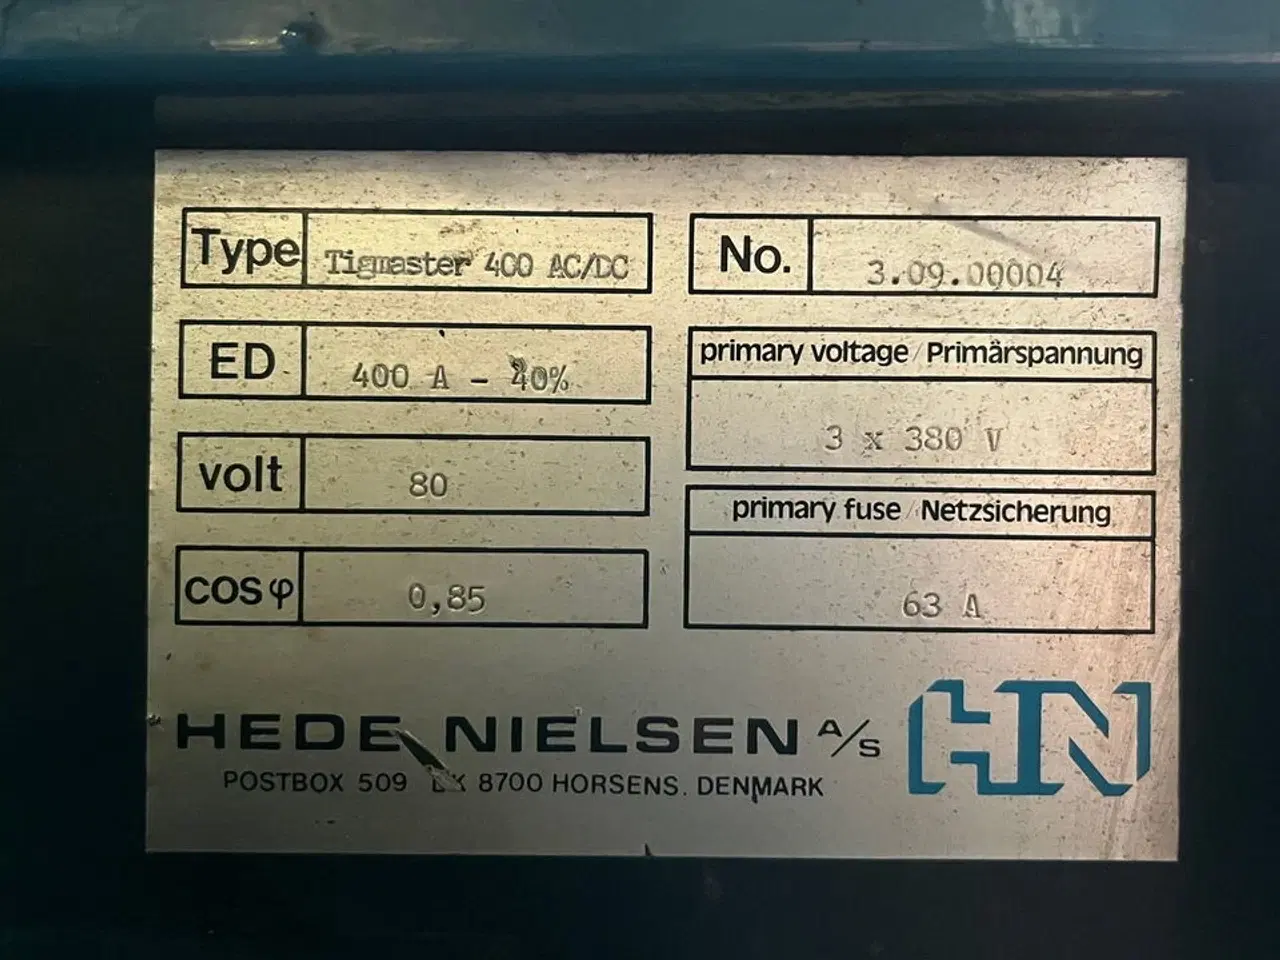 Type Tigmaster 400 AC/DC
No. 3.09.00004
ED 400 A - 40%
primary voltage / Primärspannung
3 x 380 V
volt 80
primary fuse / Netzsicherung
63 A
cos φ 0,85
HEDE NIELSEN A/S
HN
POSTBOX 509 8700 HORSENS. DENMARK